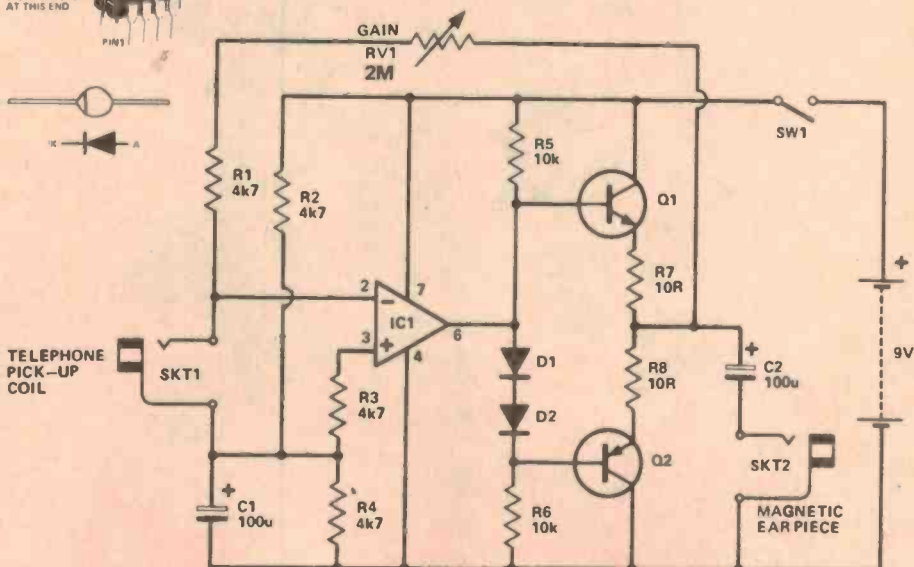 AT THIS END
PIN1
K
A
GAIN
RV1
2M
SW1
R1
4k7
R2
4k7
R5
10k
Q1
R7
10R
2
7
IC1
6
3
4
+
9V
TELEPHONE
PICK-UP
COIL
SKT1
R3
4k7
D1
D2
R8
10R
+
C2
100u
Q2
SKT2
+
C1
100u
R4
4k7
R6
10k
MAGNETIC
EARPIECE